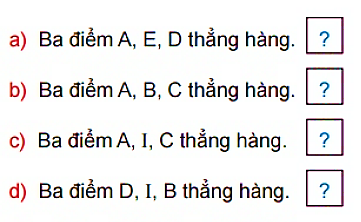 a) Ba điểm A, E, D thẳng hàng. ?
b) Ba điểm A, B, C thẳng hàng. ?
c) Ba điểm A, I, C thẳng hàng. ?
d) Ba điểm D, I, B thẳng hàng. ?